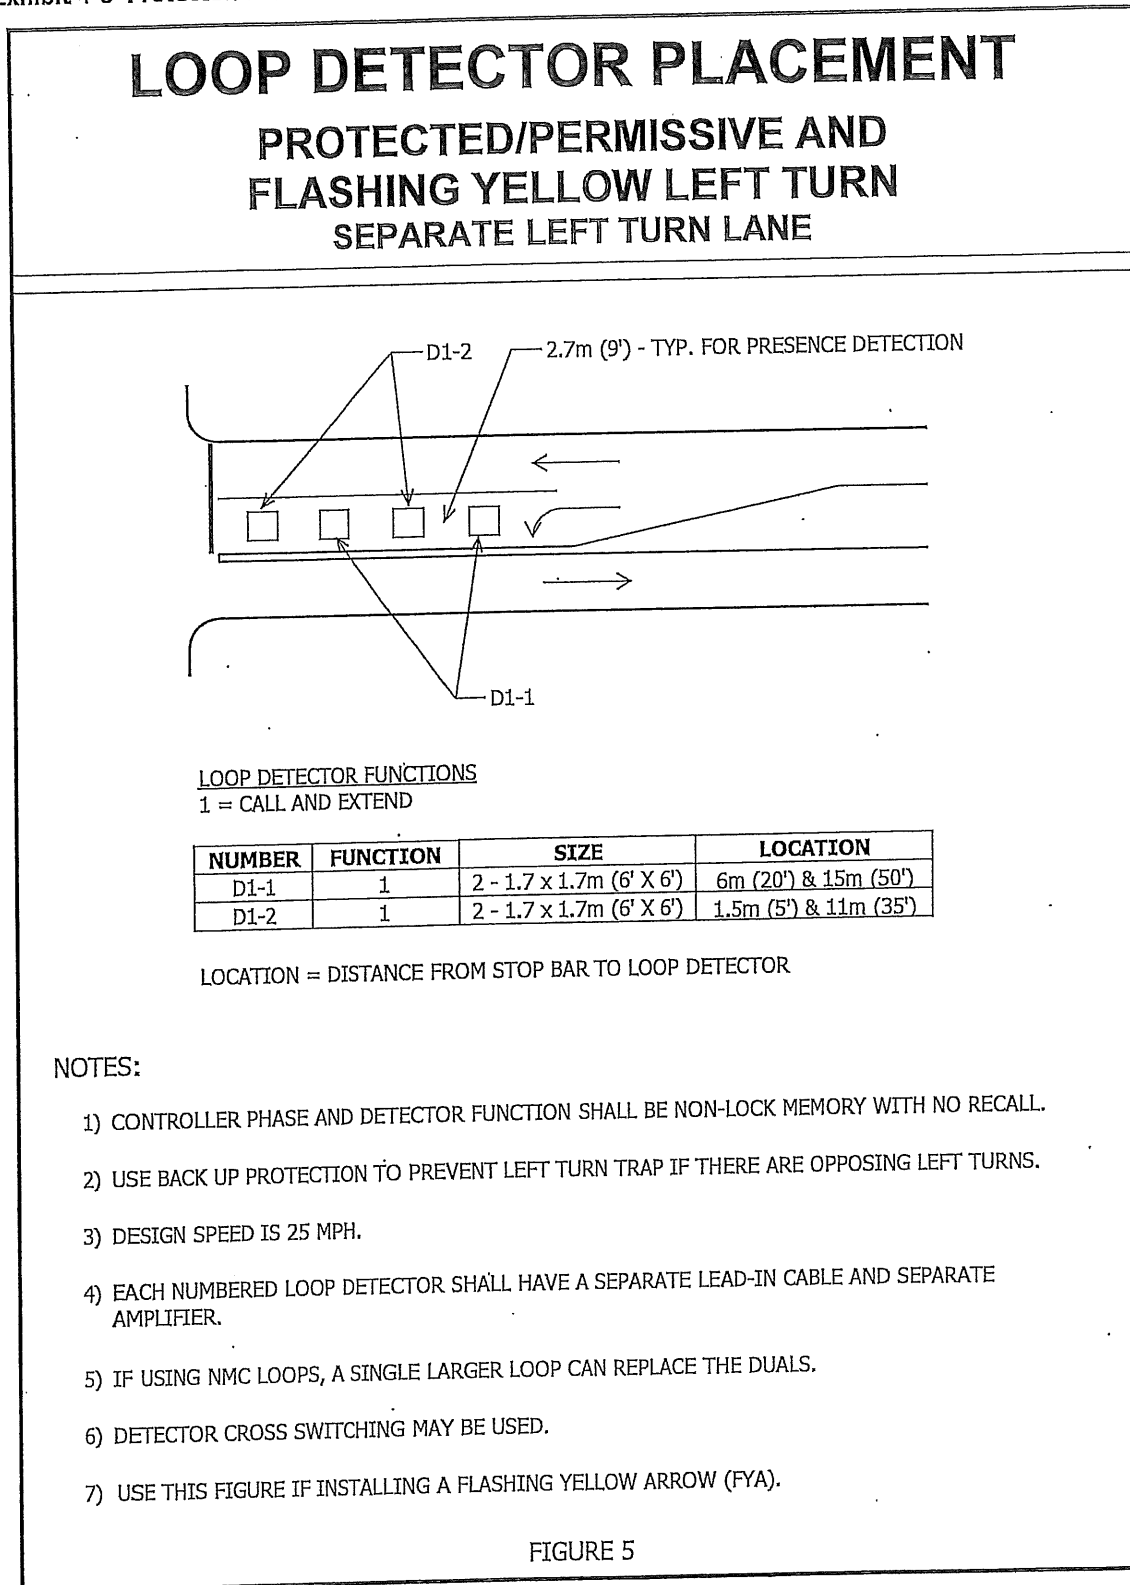 LOOP DETECTOR PLACEMENT
PROTECTED/PERMISSIVE AND
FLASHING YELLOW LEFT TURN
SEPARATE LEFT TURN LANE
D1-2
2.7m (9') - TYP. FOR PRESENCE DETECTION
D1-1
LOOP DETECTOR FUNCTIONS
1 = CALL AND EXTEND
NUMBER FUNCTION SIZE LOCATION
D1-1 1 2 - 1.7 x 1.7m (6' X 6') 6m (20') & 15m (50')
D1-2 1 2 - 1.7 x 1.7m (6' X 6') 1.5m (5') & 11m (35')
LOCATION = DISTANCE FROM STOP BAR TO LOOP DETECTOR
NOTES:
1) CONTROLLER PHASE AND DETECTOR FUNCTION SHALL BE NON-LOCK MEMORY WITH NO RECALL.
2) USE BACK UP PROTECTION TO PREVENT LEFT TURN TRAP IF THERE ARE OPPOSING LEFT TURNS.
3) DESIGN SPEED IS 25 MPH.
4) EACH NUMBERED LOOP DETECTOR SHALL HAVE A SEPARATE LEAD-IN CABLE AND SEPARATE
AMPLIFIER.
5) IF USING NMC LOOPS, A SINGLE LARGER LOOP CAN REPLACE THE DUALS.
6) DETECTOR CROSS SWITCHING MAY BE USED.
7) USE THIS FIGURE IF INSTALLING A FLASHING YELLOW ARROW (FYA).
FIGURE 5